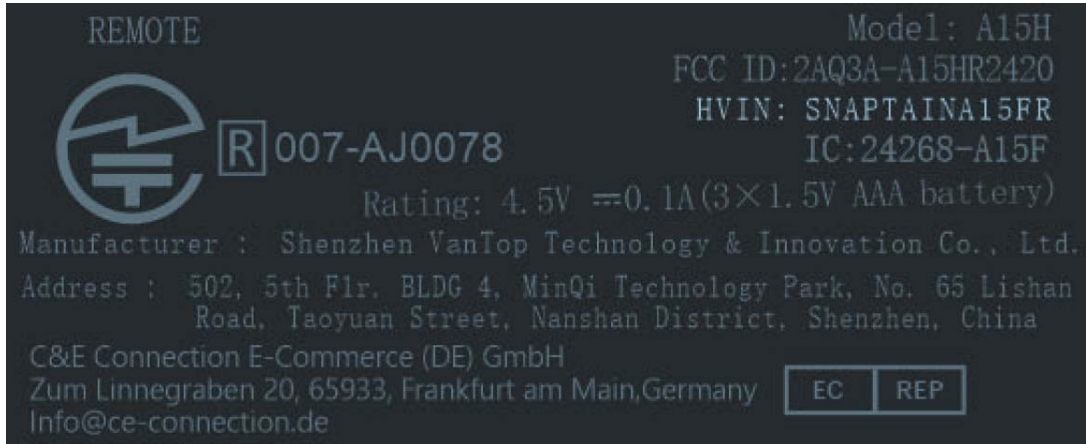 REMOTE
Model: A15H
FCC ID:2AQ3A-A15HR2420
HVIN: SNAPTAINA15FR
R 007-AJ0078
IC:24268-A15F
Rating: 4.5V ⎓0.1A(3×1.5V AAA battery)
Manufacturer : Shenzhen VanTop Technology & Innovation Co., Ltd.
Address : 502, 5th Flr. BLDG 4, MinQi Technology Park, No. 65 Lishan
Road, Taoyuan Street, Nanshan District, Shenzhen, China
C&E Connection E-Commerce (DE) GmbH
Zum Linnegraben 20, 65933, Frankfurt am Main,Germany
EC REP
Info@ce-connection.de